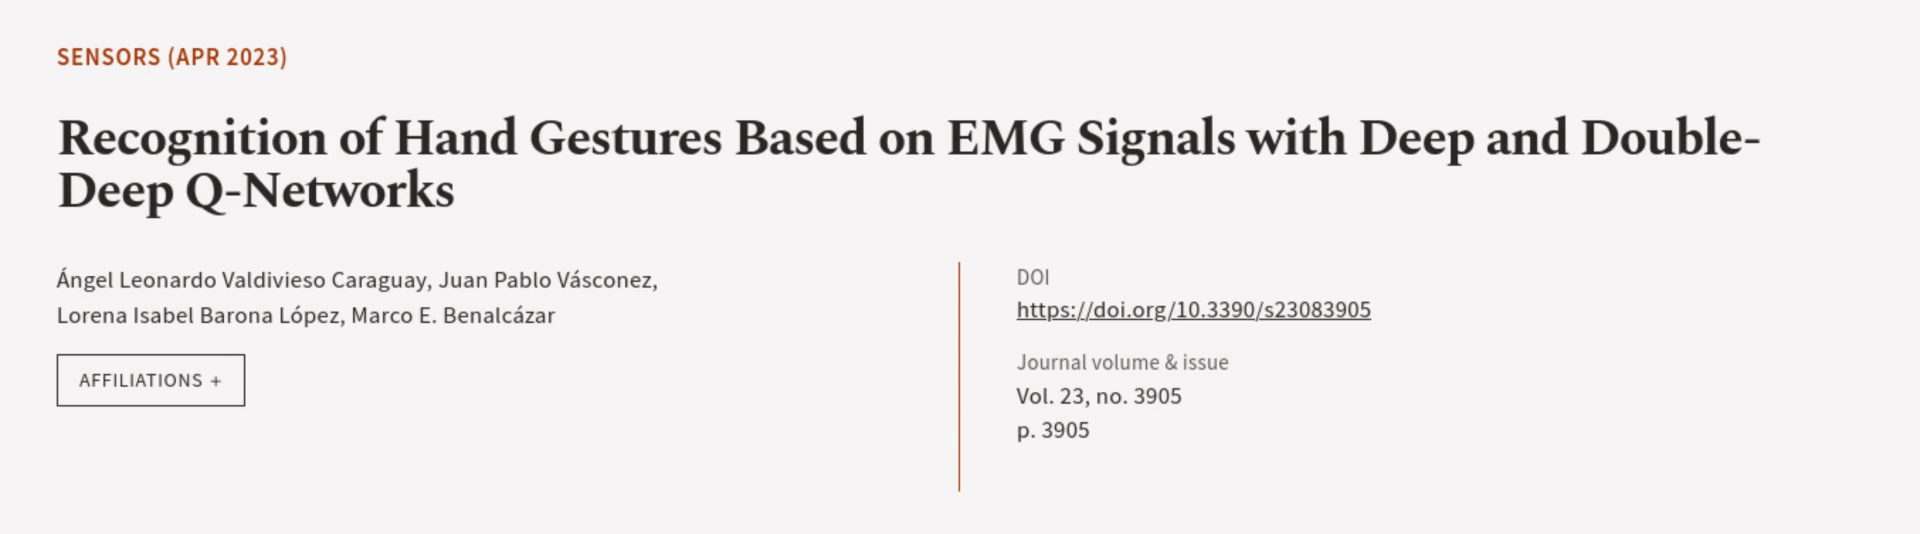 SENSORS (APR 2023)
Recognition of Hand Gestures Based on EMG Signals with Deep and Double-
Deep Q-Networks
Ángel Leonardo Valdivieso Caraguay, Juan Pablo Vásconez,
Lorena Isabel Barona López, Marco E. Benalcázar
AFFILIATIONS +
DOI
https://doi.org/10.3390/s23083905
Journal volume & issue
Vol. 23, no. 3905
p. 3905